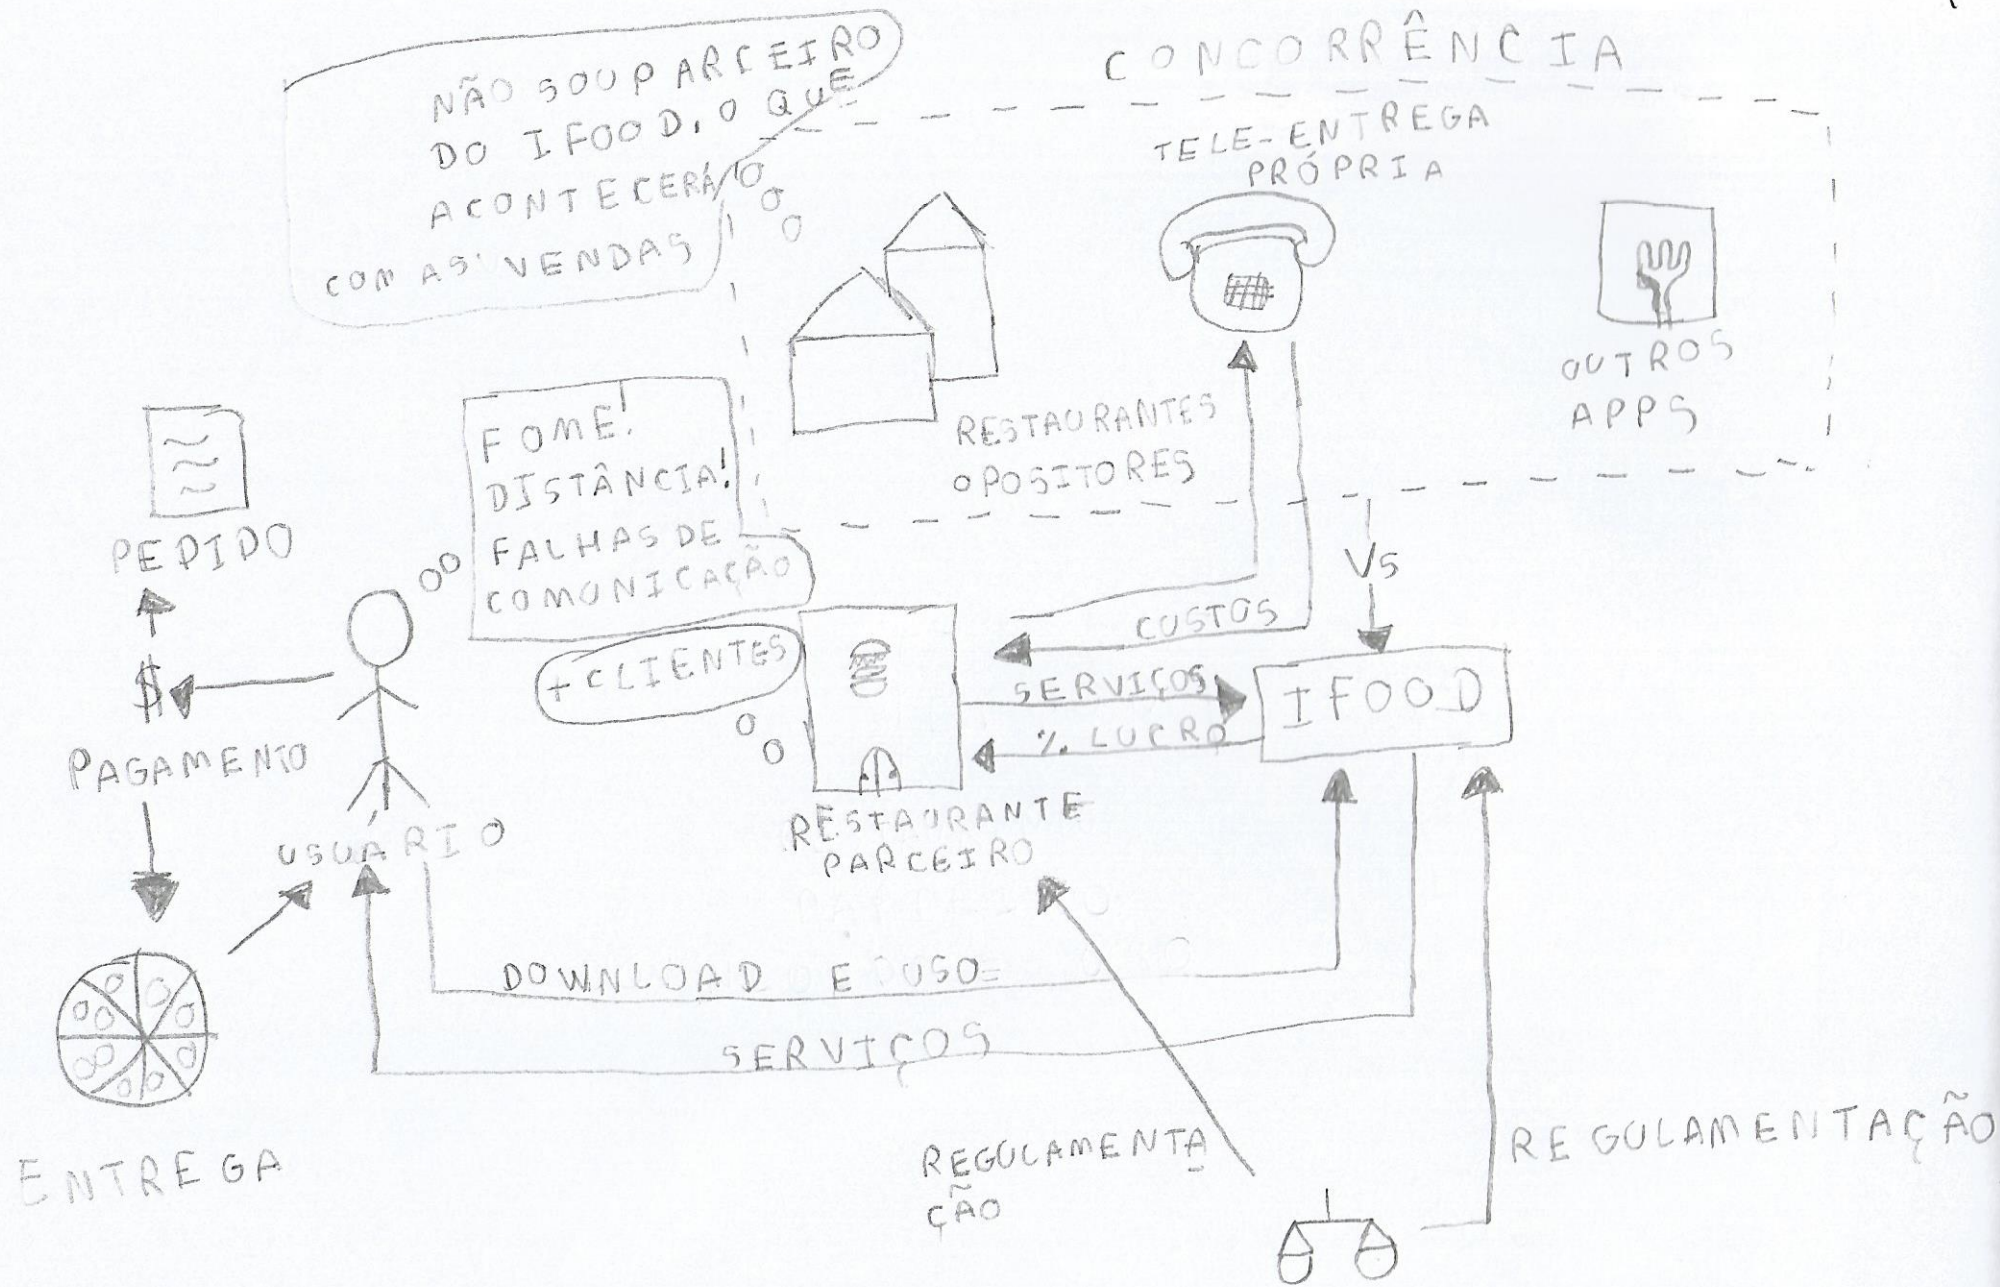 CONCORRÊNCIA
NÃO SOU PARCEIRO
DO IFOOD, O QUE
ACONTECERÁ
COM AS VENDAS
TELE-ENTREGA
PRÓPRIA
OUTROS
APPS
RESTAURANTES
OPOSITORES
FOME!
DISTÂNCIA!
FALHAS DE
COMUNICAÇÃO
PEDIDO
$
PAGAMENTO
USUÁRIO
ENTREGA
+ CLIENTES
RESTAURANTE
PARCEIRO
CUSTOS
SERVIÇOS
% LUCRO
VS
IFOOD
DOWNLOAD E USO
SERVIÇOS
REGULAMENTA
ÇÃO
REGULAMENTAÇÃO